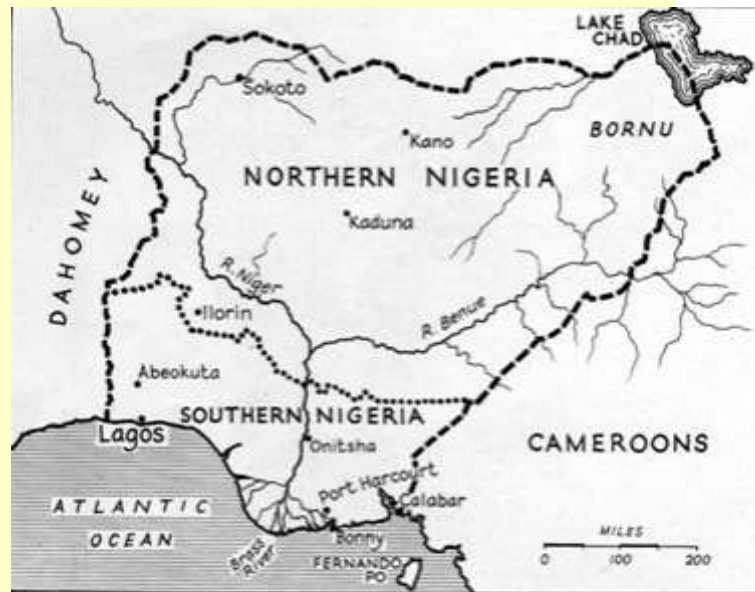 LAKE
CHAD
Sokoto
BORNU
Kano
NORTHERN NIGERIA
Kaduna
DAHOMEY
R. Niger
R. Benue
Ilorin
Abeokuta
SOUTHERN NIGERIA
Lagos
Onitsha
CAMEROONS
Port Harcourt
Calabar
ATLANTIC
OCEAN
Brass
River
Bonny
FERNANDO
PO
MILES
0 100 200